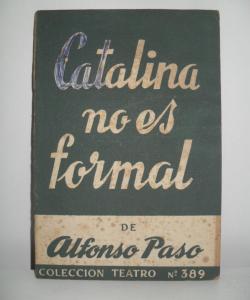 Catalina
no es
formal
DE
Alfonso Paso
COLECCION TEATRO Nº 389